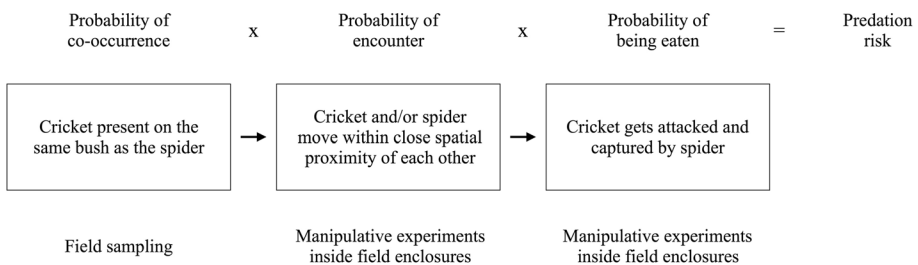 Probability of
co-occurrence
x
Probability of
encounter
x
Probability of
being eaten
=
Predation
risk
Cricket present on the
same bush as the spider
Cricket and/or spider
move within close spatial
proximity of each other
Cricket gets attacked and
captured by spider
Field sampling
Manipulative experiments
inside field enclosures
Manipulative experiments
inside field enclosures